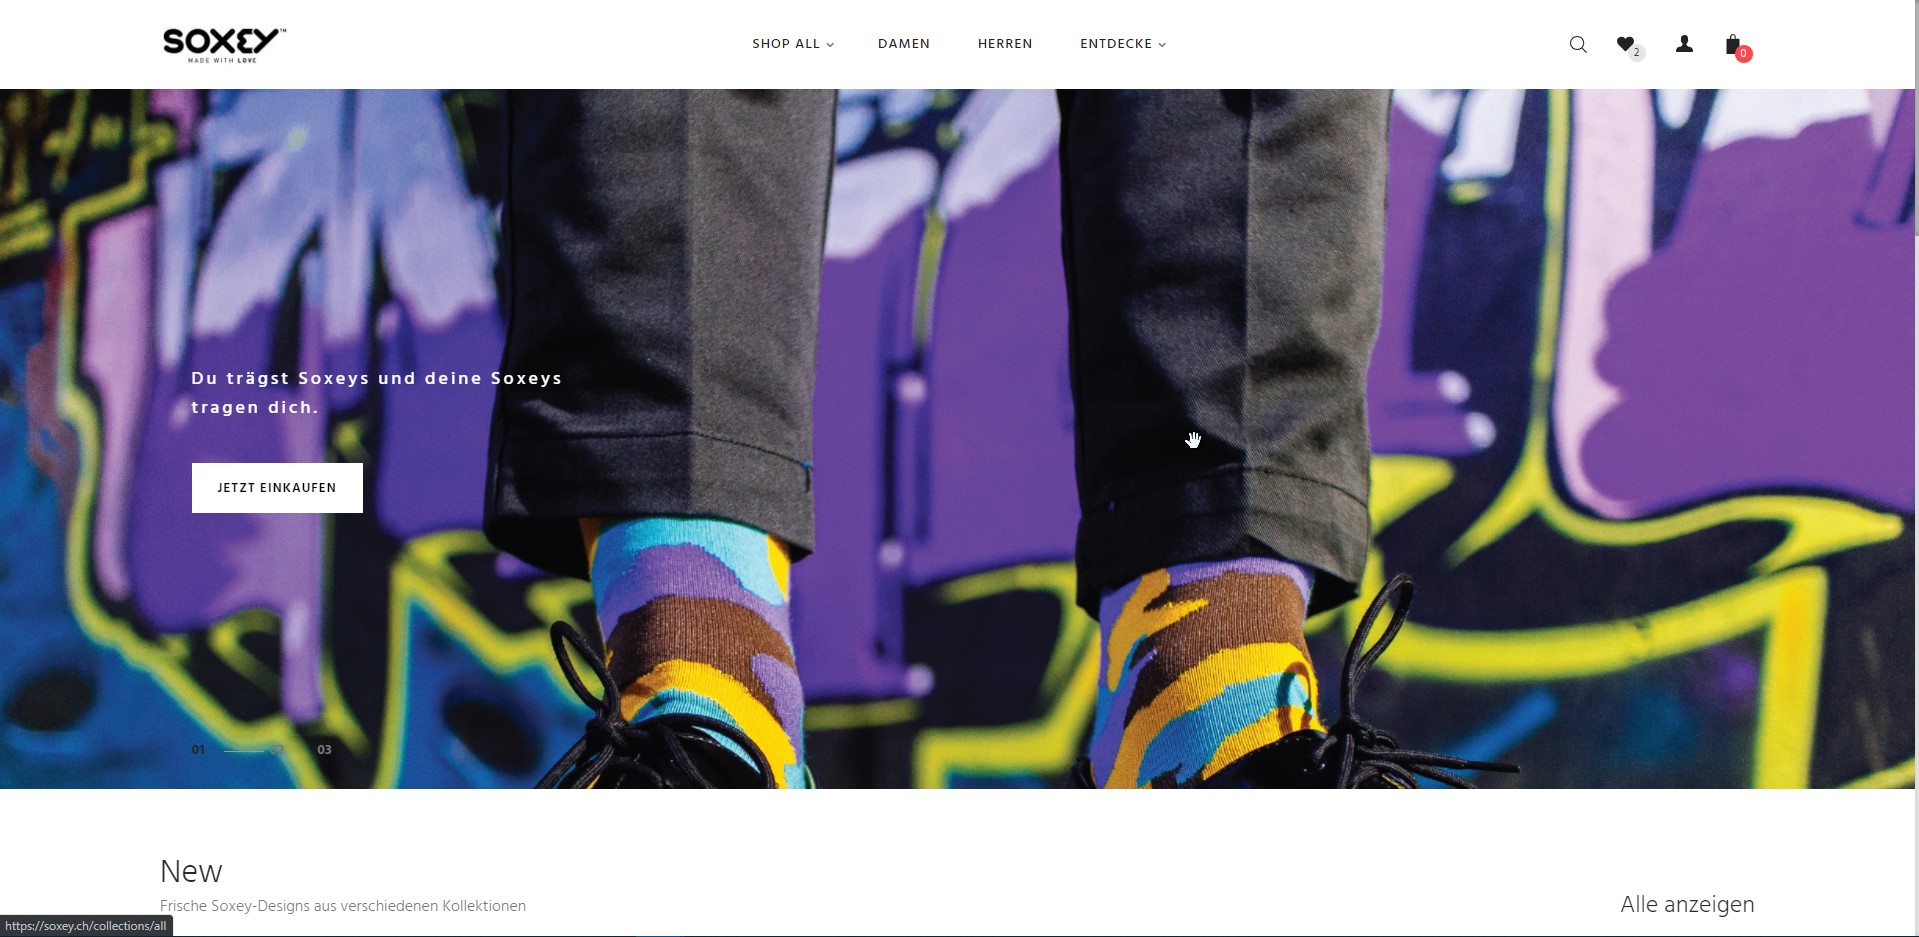 SOXEY™
MADE WITH LOVE
SHOP ALL
DAMEN
HERREN
ENTDECKE
2
0
Du trägst Soxeys und deine Soxeys
tragen dich.
JETZT EINKAUFEN
01
02
03
New
Frische Soxey-Designs aus verschiedenen Kollektionen
Alle anzeigen
https://soxey.ch/collections/all